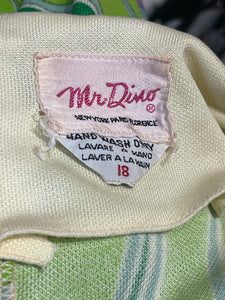 Mr. Dino
®
NEW YORK PARIS FLORENCE
HAND WASH ONLY
LAVARE A MANO
LAVER A LA MAIN
18